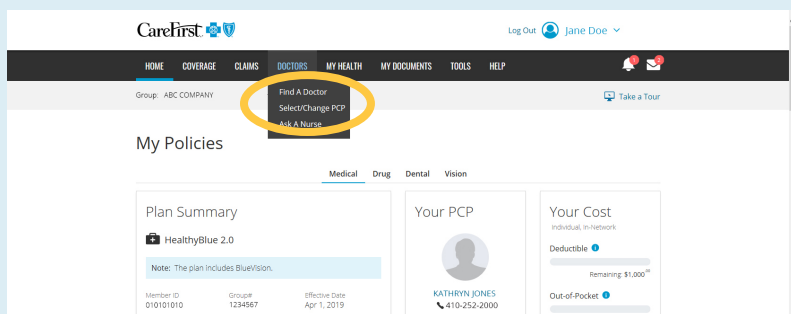 CareFirst
Log Out Jane Doe
HOME COVERAGE CLAIMS DOCTORS MY HEALTH MY DOCUMENTS TOOLS HELP
Group: ABC COMPANY
Find A Doctor
Select/Change PCP
Ask A Nurse
Take a Tour
My Policies
Medical Drug Dental Vision
Plan Summary
HealthyBlue 2.0
Note: The plan includes BlueVision.
Member ID Group# Effective Date
010101010 1234567 Apr 1, 2019
Your PCP
KATHRYN JONES
410-252-2000
Your Cost
Individual, In-Network
Deductible
Remaining: $1,000
Out-of-Pocket